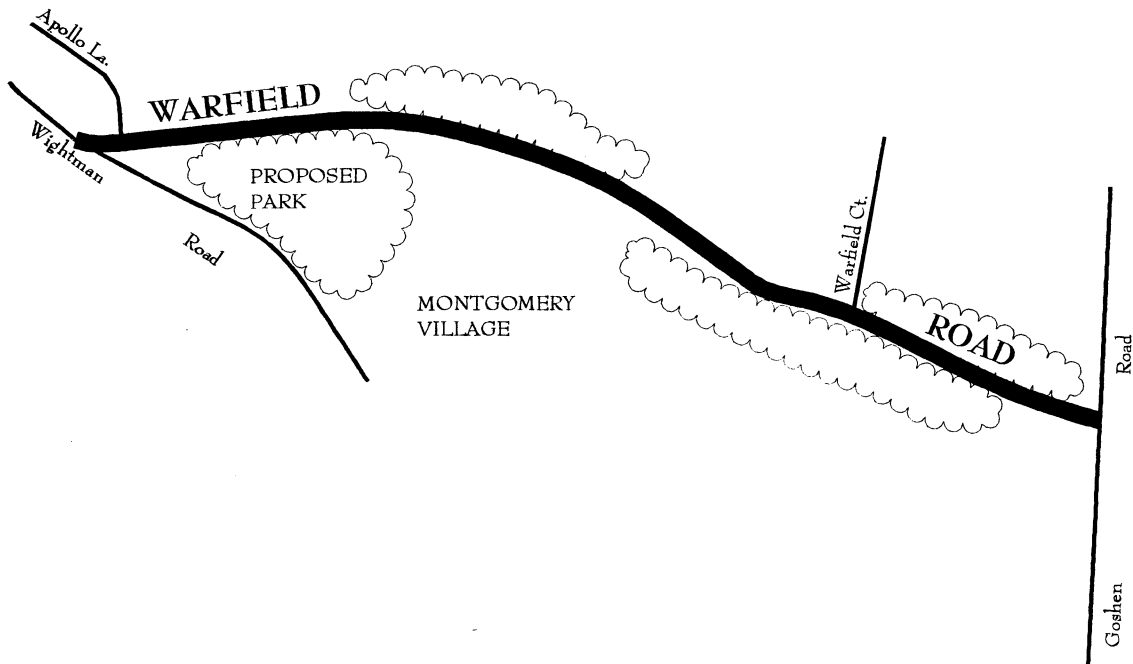 Apollo La.
WARFIELD
Wightman
Road
PROPOSED
PARK
MONTGOMERY
VILLAGE
Warfield Ct.
ROAD
Road
Goshen